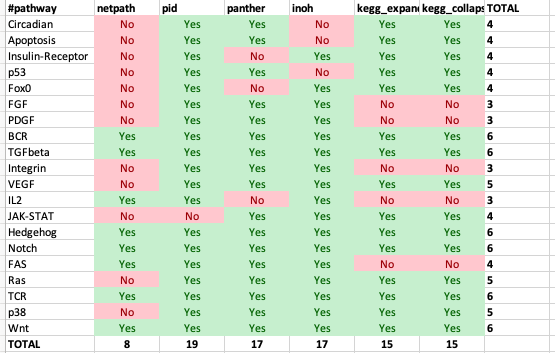 #pathway netpath pid panther inoh kegg_expan kegg_collaps TOTAL
Circadian No Yes Yes No Yes Yes 4
Apoptosis No Yes Yes No Yes Yes 4
Insulin-Receptor No Yes No Yes Yes Yes 4
p53 No Yes Yes No Yes Yes 4
Fox0 No Yes No Yes Yes Yes 4
FGF No Yes Yes Yes No No 3
PDGF No Yes Yes Yes No No 3
BCR Yes Yes Yes Yes Yes Yes 6
TGFbeta Yes Yes Yes Yes Yes Yes 6
Integrin No Yes Yes Yes No No 3
VEGF No Yes Yes Yes Yes Yes 5
IL2 Yes Yes No Yes No No 3
JAK-STAT No No Yes Yes Yes Yes 4
Hedgehog Yes Yes Yes Yes Yes Yes 6
Notch Yes Yes Yes Yes Yes Yes 6
FAS Yes Yes Yes Yes No No 4
Ras No Yes Yes Yes Yes Yes 5
TCR Yes Yes Yes Yes Yes Yes 6
p38 No Yes Yes Yes Yes Yes 5
Wnt Yes Yes Yes Yes Yes Yes 6
TOTAL 8 19 17 17 15 15